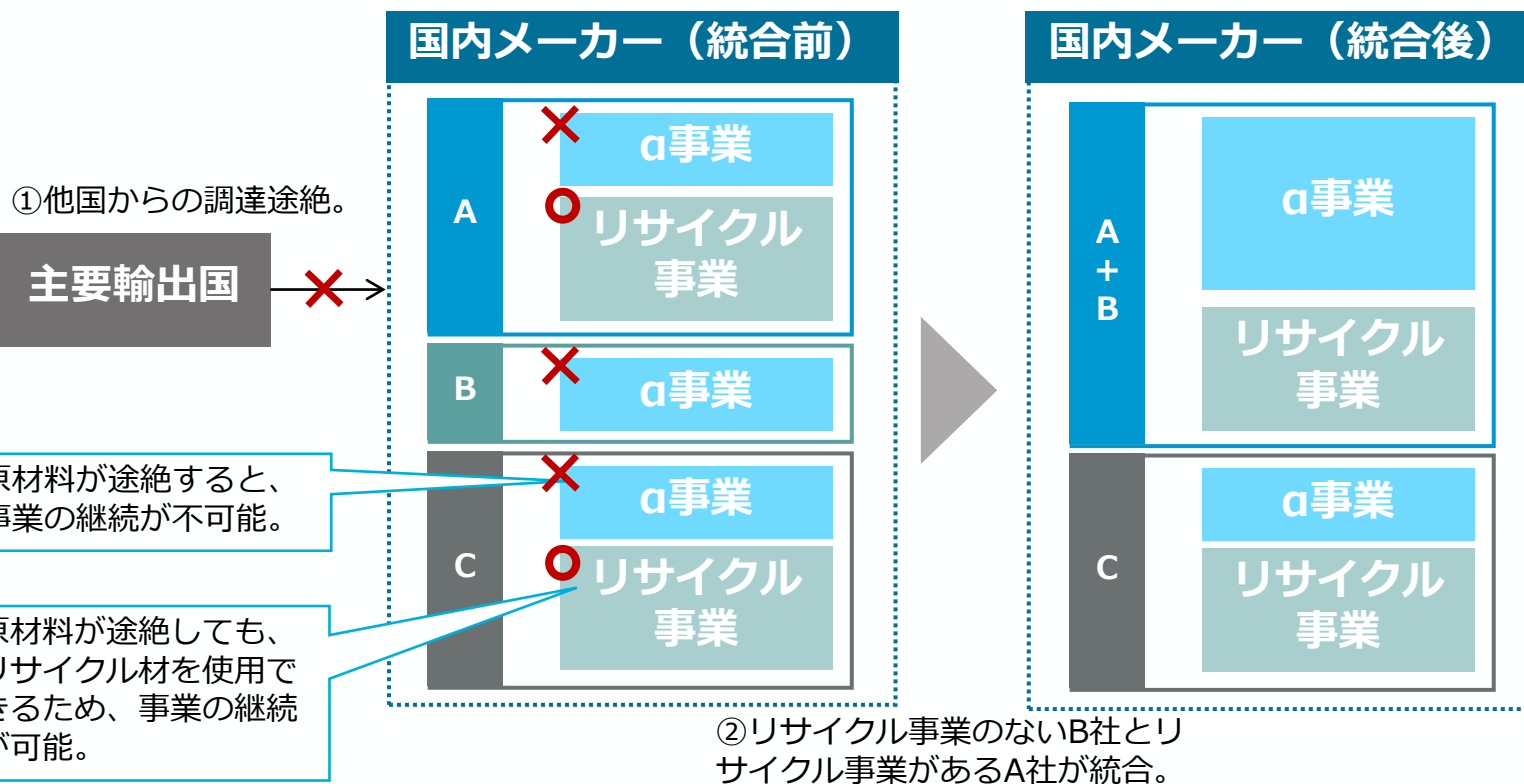 国内メーカー（統合前）
国内メーカー（統合後）
①他国からの調達途絶。
主要輸出国
A
α事業
リサイクル
事業
B
α事業
C
α事業
リサイクル
事業
原材料が途絶すると、
事業の継続が不可能。
原材料が途絶しても、
リサイクル材を使用で
きるため、事業の継続
が可能。
A
＋
B
α事業
リサイクル
事業
C
α事業
リサイクル
事業
②リサイクル事業のないB社とリ
サイクル事業があるA社が統合。